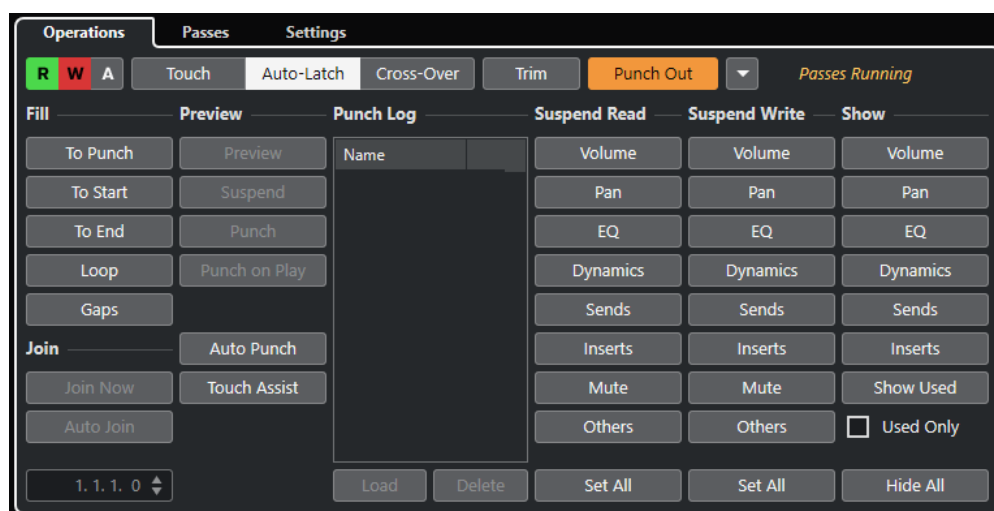 Operations Passes Settings
R W A Touch Auto-Latch Cross-Over Trim Punch Out Passes Running
Fill Preview Punch Log Suspend Read Suspend Write Show
To Punch Preview Name Volume Volume Volume
To Start Suspend Pan Pan Pan
To End Punch EQ EQ EQ
Loop Punch on Play Dynamics Dynamics Dynamics
Gaps Sends Sends Sends
Join Auto Punch Inserts Inserts Inserts
Join Now Touch Assist Mute Mute Show Used
Auto Join Others Others Used Only
1. 1. 1. 0 Load Delete Set All Set All Hide All